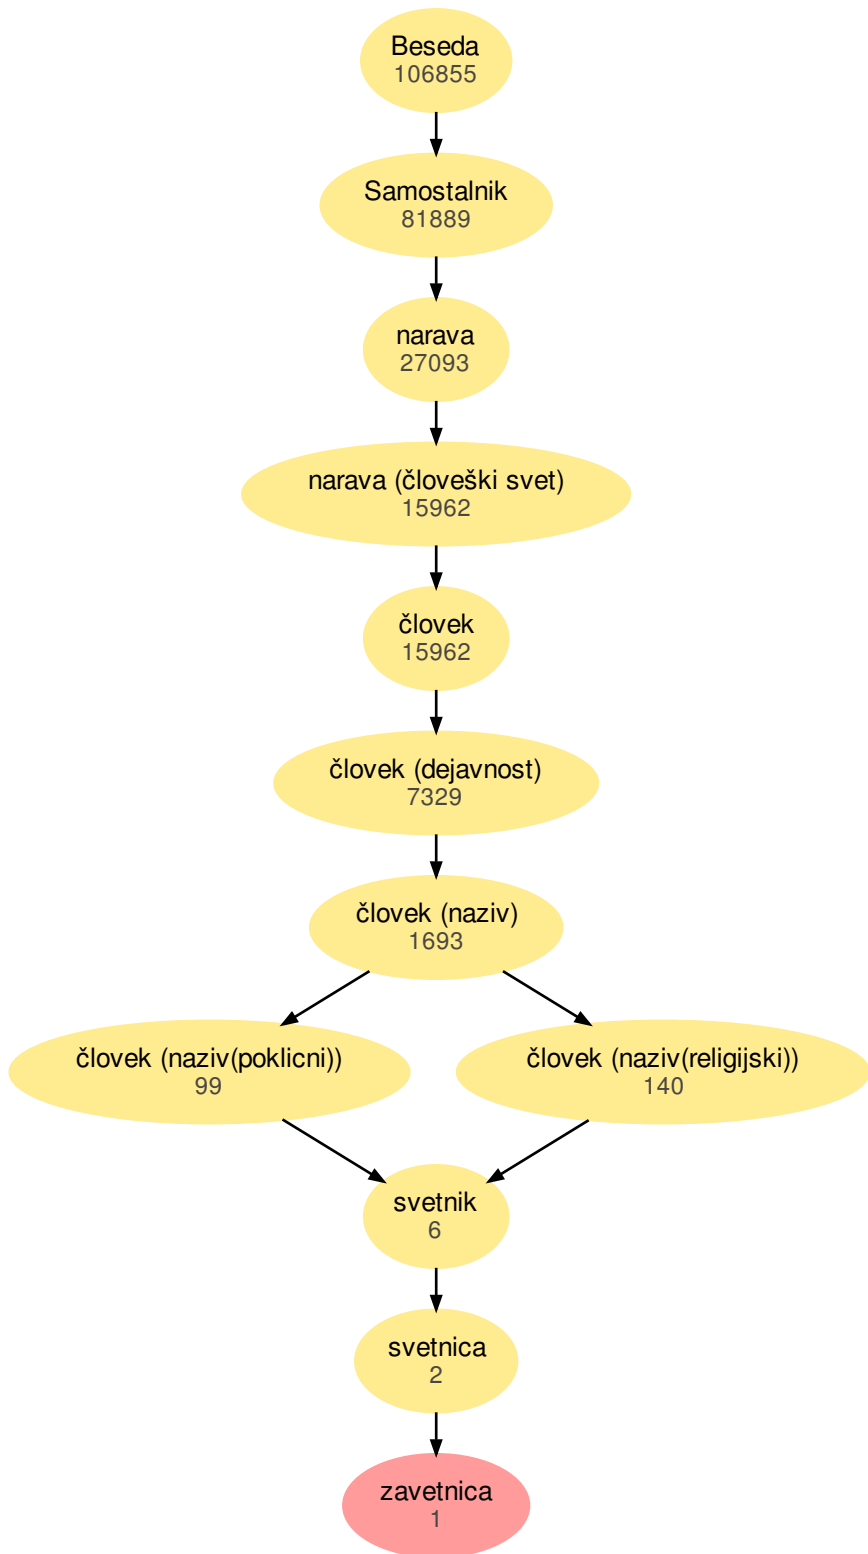 Beseda
106855
Samostalnik
81889
narava
27093
narava (človeški svet)
15962
človek
15962
človek (dejavnost)
7329
človek (naziv)
1693
človek (naziv(poklicni))
99
človek (naziv(religijski))
140
svetnik
6
svetnica
2
zavetnica
1